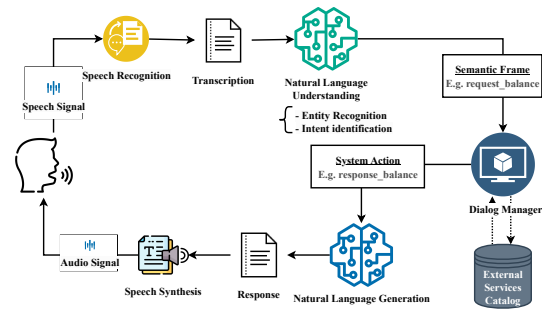 Speech Signal
Speech Recognition
Transcription
Natural Language
Understanding
- Entity Recognition
- Intent identification
Semantic Frame
E.g. request_balance
Dialog Manager
External
Services
Catalog
System Action
E.g. response_balance
Natural Language Generation
Response
T
Speech Synthesis
Audio Signal